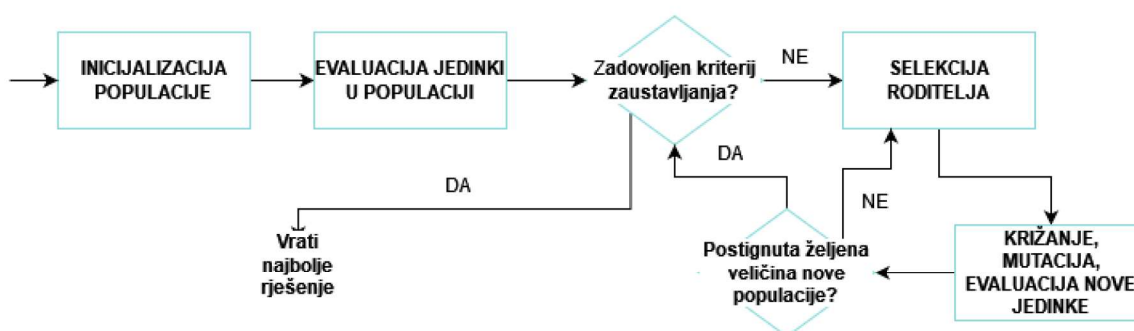 INICIJALIZACIJA
POPULACIJE
EVALUACIJA JEDINKI
U POPULACIJI
Zadovoljen kriterij
zaustavljanja?
NE
SELEKCIJA
RODITELJA
DA
DA
NE
Vrati
najbolje
rješenje
Postignuta željena
veličina nove
populacije?
KRIŽANJE,
MUTACIJA,
EVALUACIJA NOVE
JEDINKE